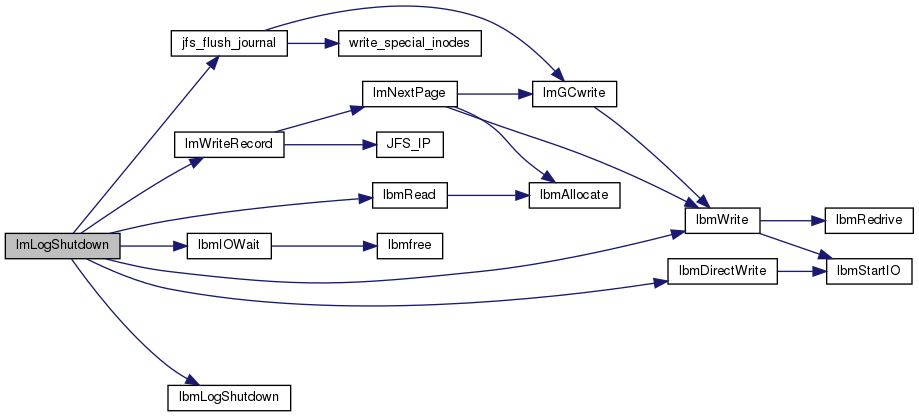 jfs_flush_journal
write_special_inodes
lmNextPage
lmGCwrite
lmWriteRecord
JFS_IP
lbmRead
lbmAllocate
lbmWrite
lbmRedrive
lmLogShutdown
lbmIOWait
lbmfree
lbmDirectWrite
lbmStartIO
lbmLogShutdown